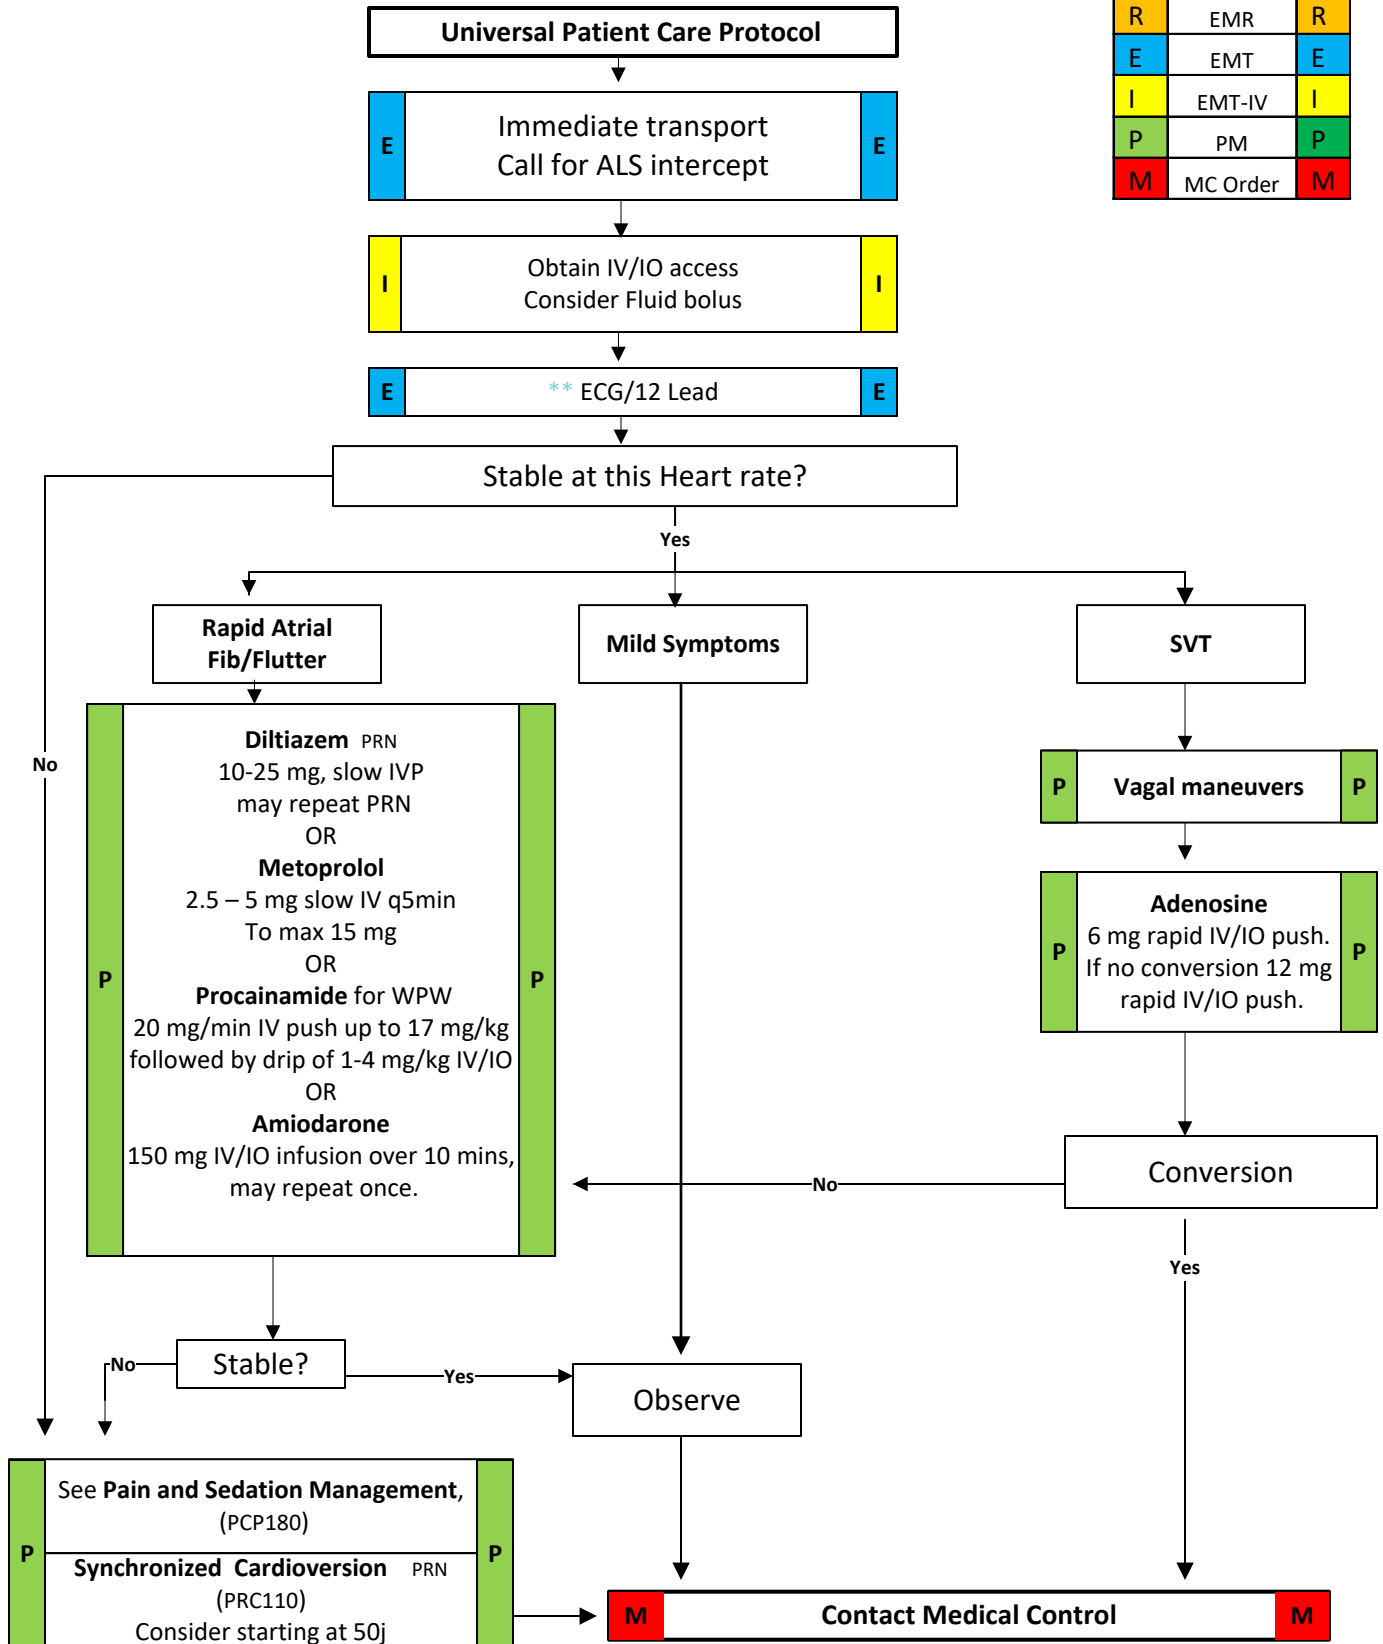 Universal Patient Care Protocol
R EMR R
E EMT E
I EMT-IV I
P PM P
M MC Order M
E Immediate transport E
Call for ALS intercept
I Obtain IV/IO access I
Consider Fluid bolus
E ** ECG/12 Lead E
Stable at this Heart rate?
Yes
No
Rapid Atrial
Fib/Flutter
Mild Symptoms
SVT
P P
Diltiazem PRN
10-25 mg, slow IVP
may repeat PRN
OR
Metoprolol
2.5 – 5 mg slow IV q5min
To max 15 mg
OR
Procainamide for WPW
20 mg/min IV push up to 17 mg/kg
followed by drip of 1-4 mg/kg IV/IO
OR
Amiodarone
150 mg IV/IO infusion over 10 mins,
may repeat once.
P Vagal maneuvers P
P P
Adenosine
6 mg rapid IV/IO push.
If no conversion 12 mg
rapid IV/IO push.
Conversion
No
Yes
Stable?
No
Yes
Observe
P P
See Pain and Sedation Management,
(PCP180)
Synchronized Cardioversion PRN
(PRC110)
Consider starting at 50j
M Contact Medical Control M